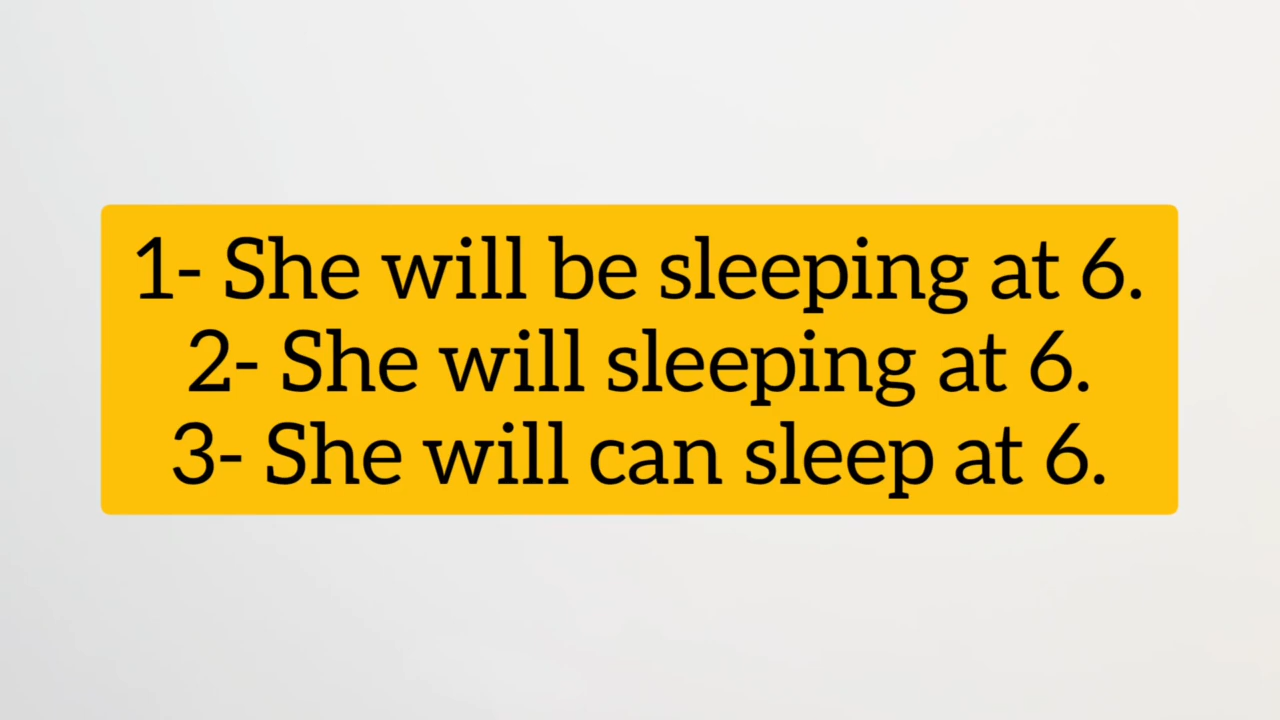 1- She will be sleeping at 6.
2- She will sleeping at 6.
3- She will can sleep at 6.